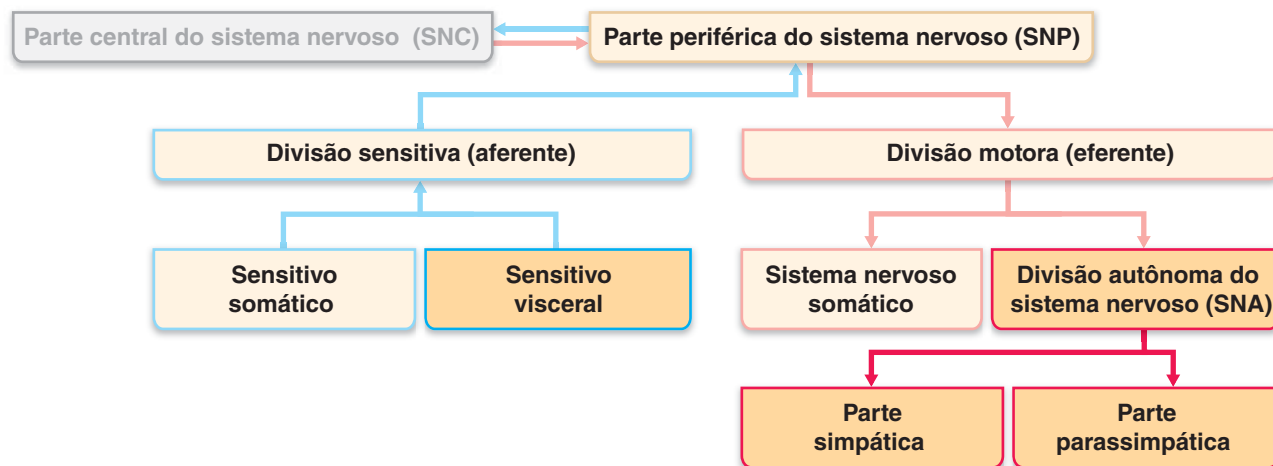 Parte central do sistema nervoso (SNC)
Parte periférica do sistema nervoso (SNP)
Divisão sensitiva (aferente)
Divisão motora (eferente)
Sensitivo
somático
Sensitivo
visceral
Sistema nervoso
somático
Divisão autônoma do
sistema nervoso (SNA)
Parte
simpática
Parte
parassimpática